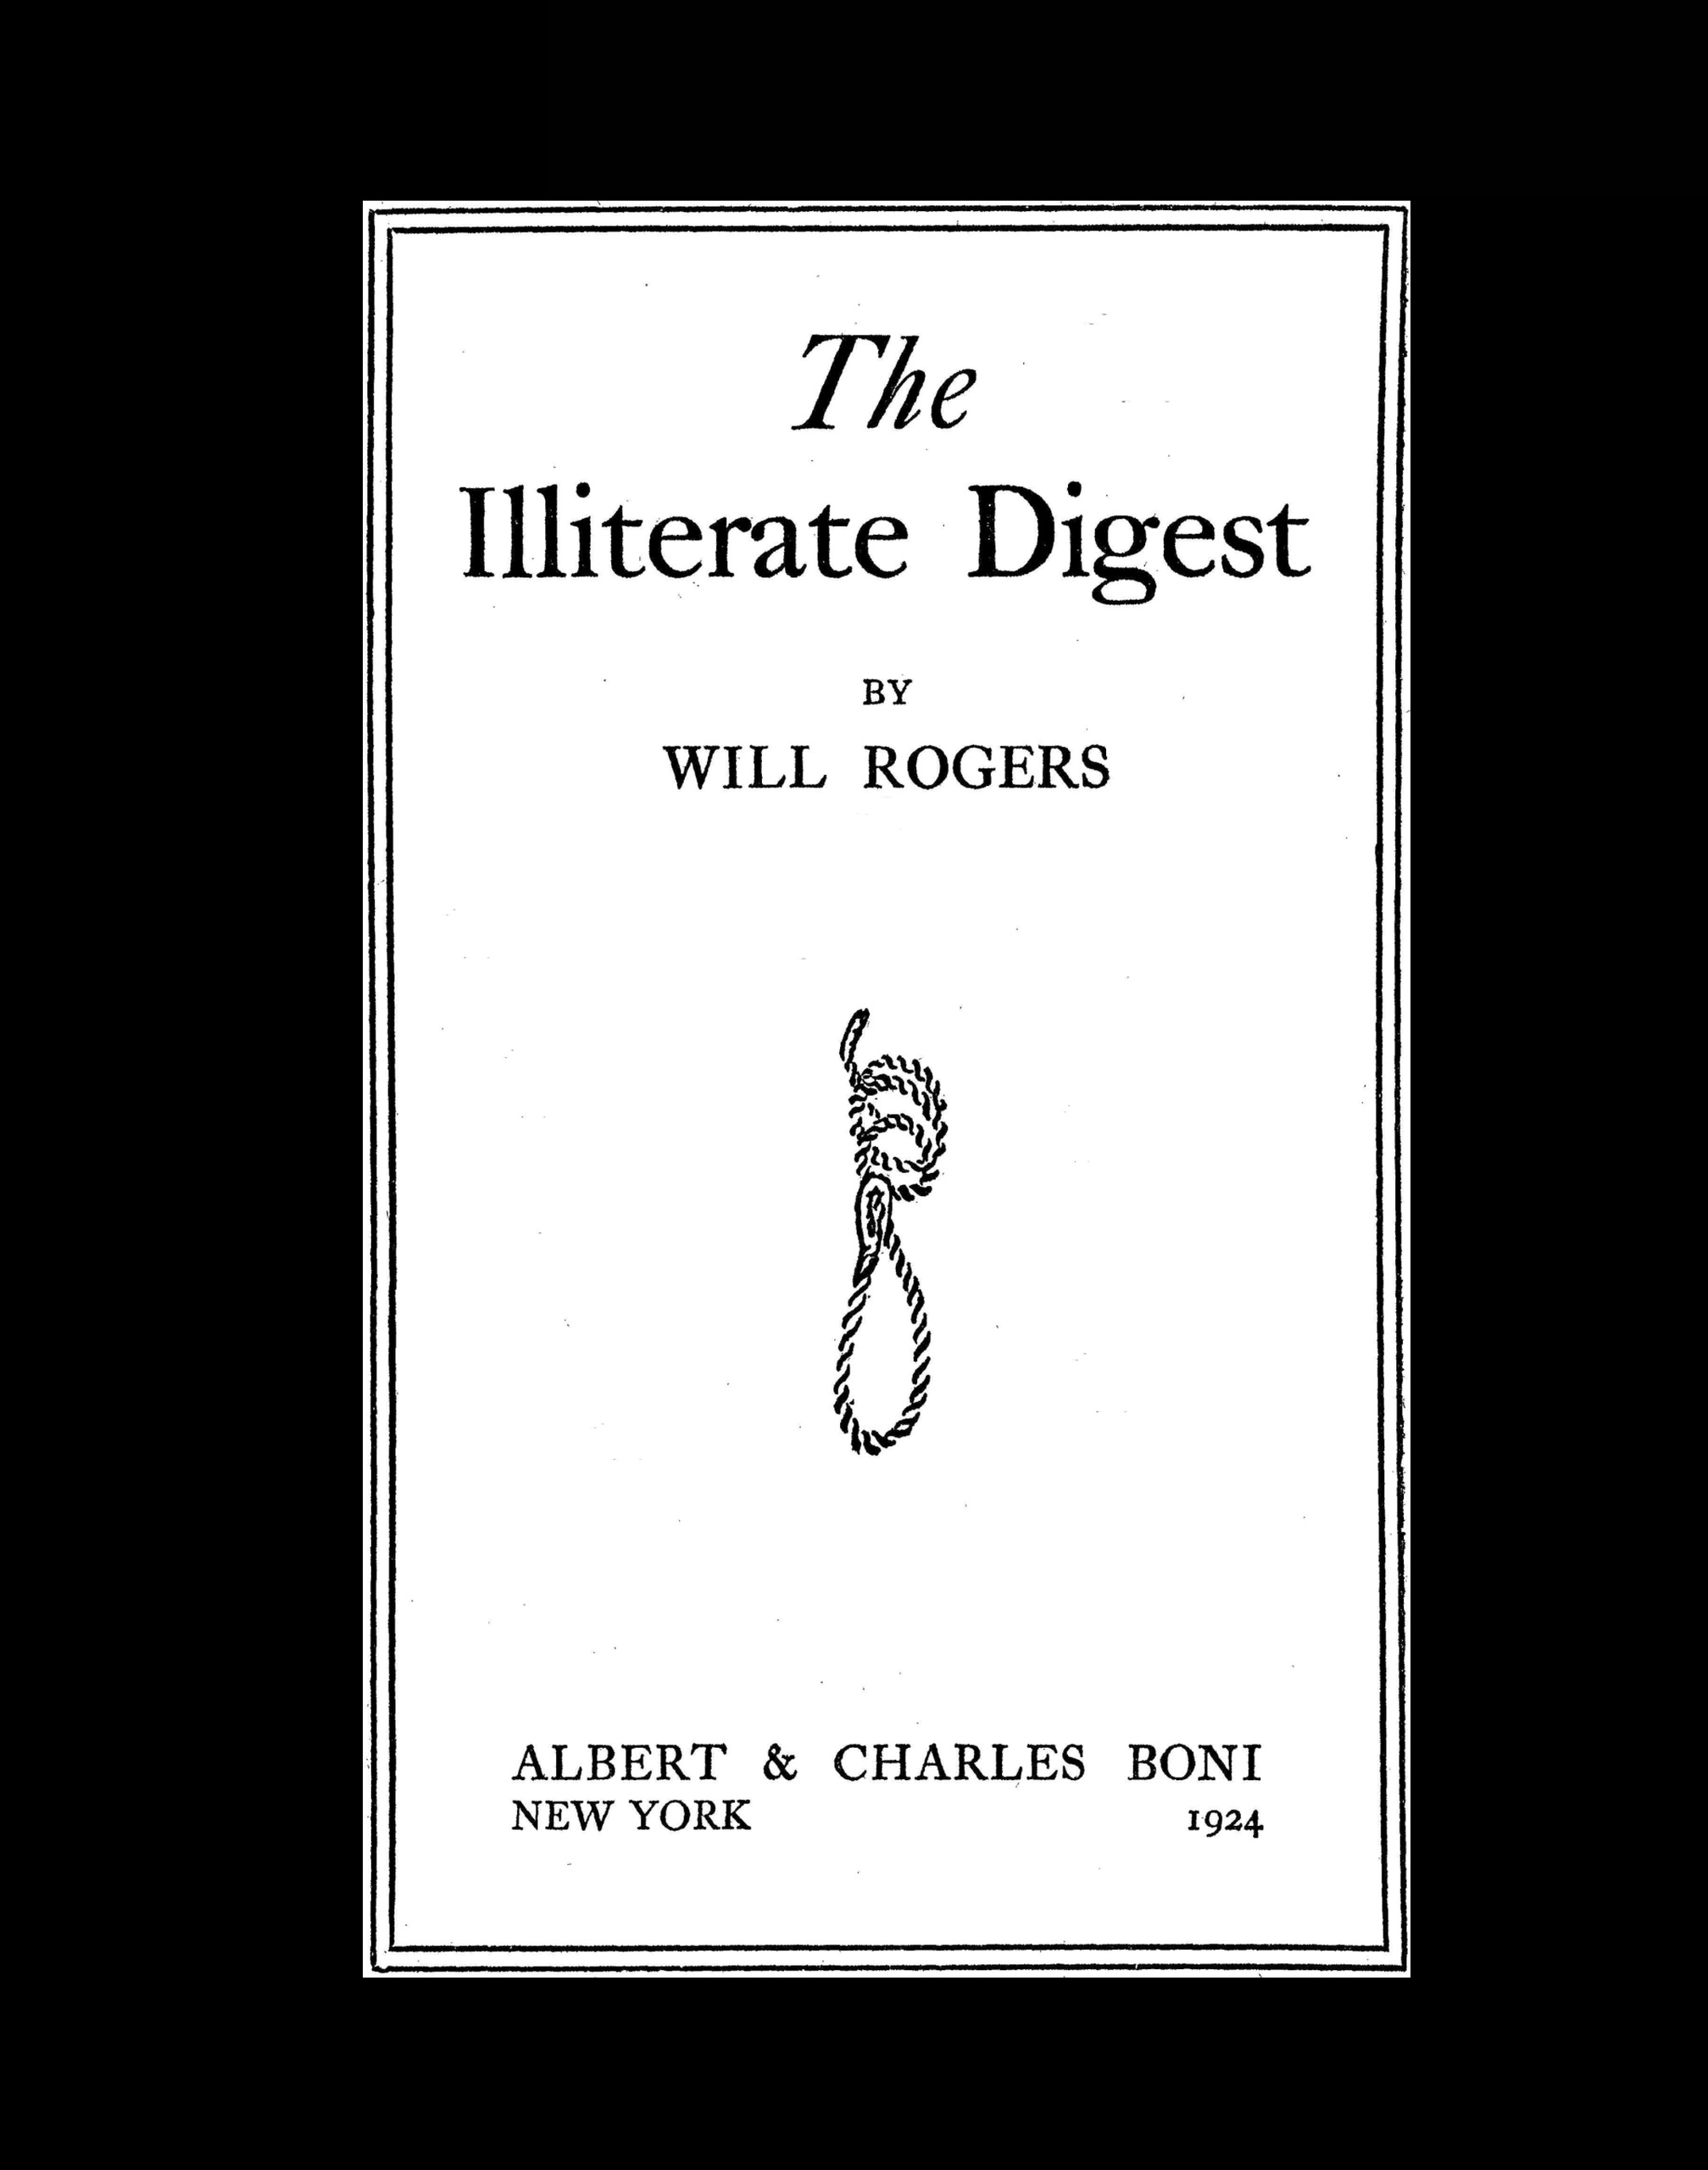 The
Illiterate Digest
BY
WILL ROGERS
ALBERT & CHARLES BONI
NEW YORK 1924